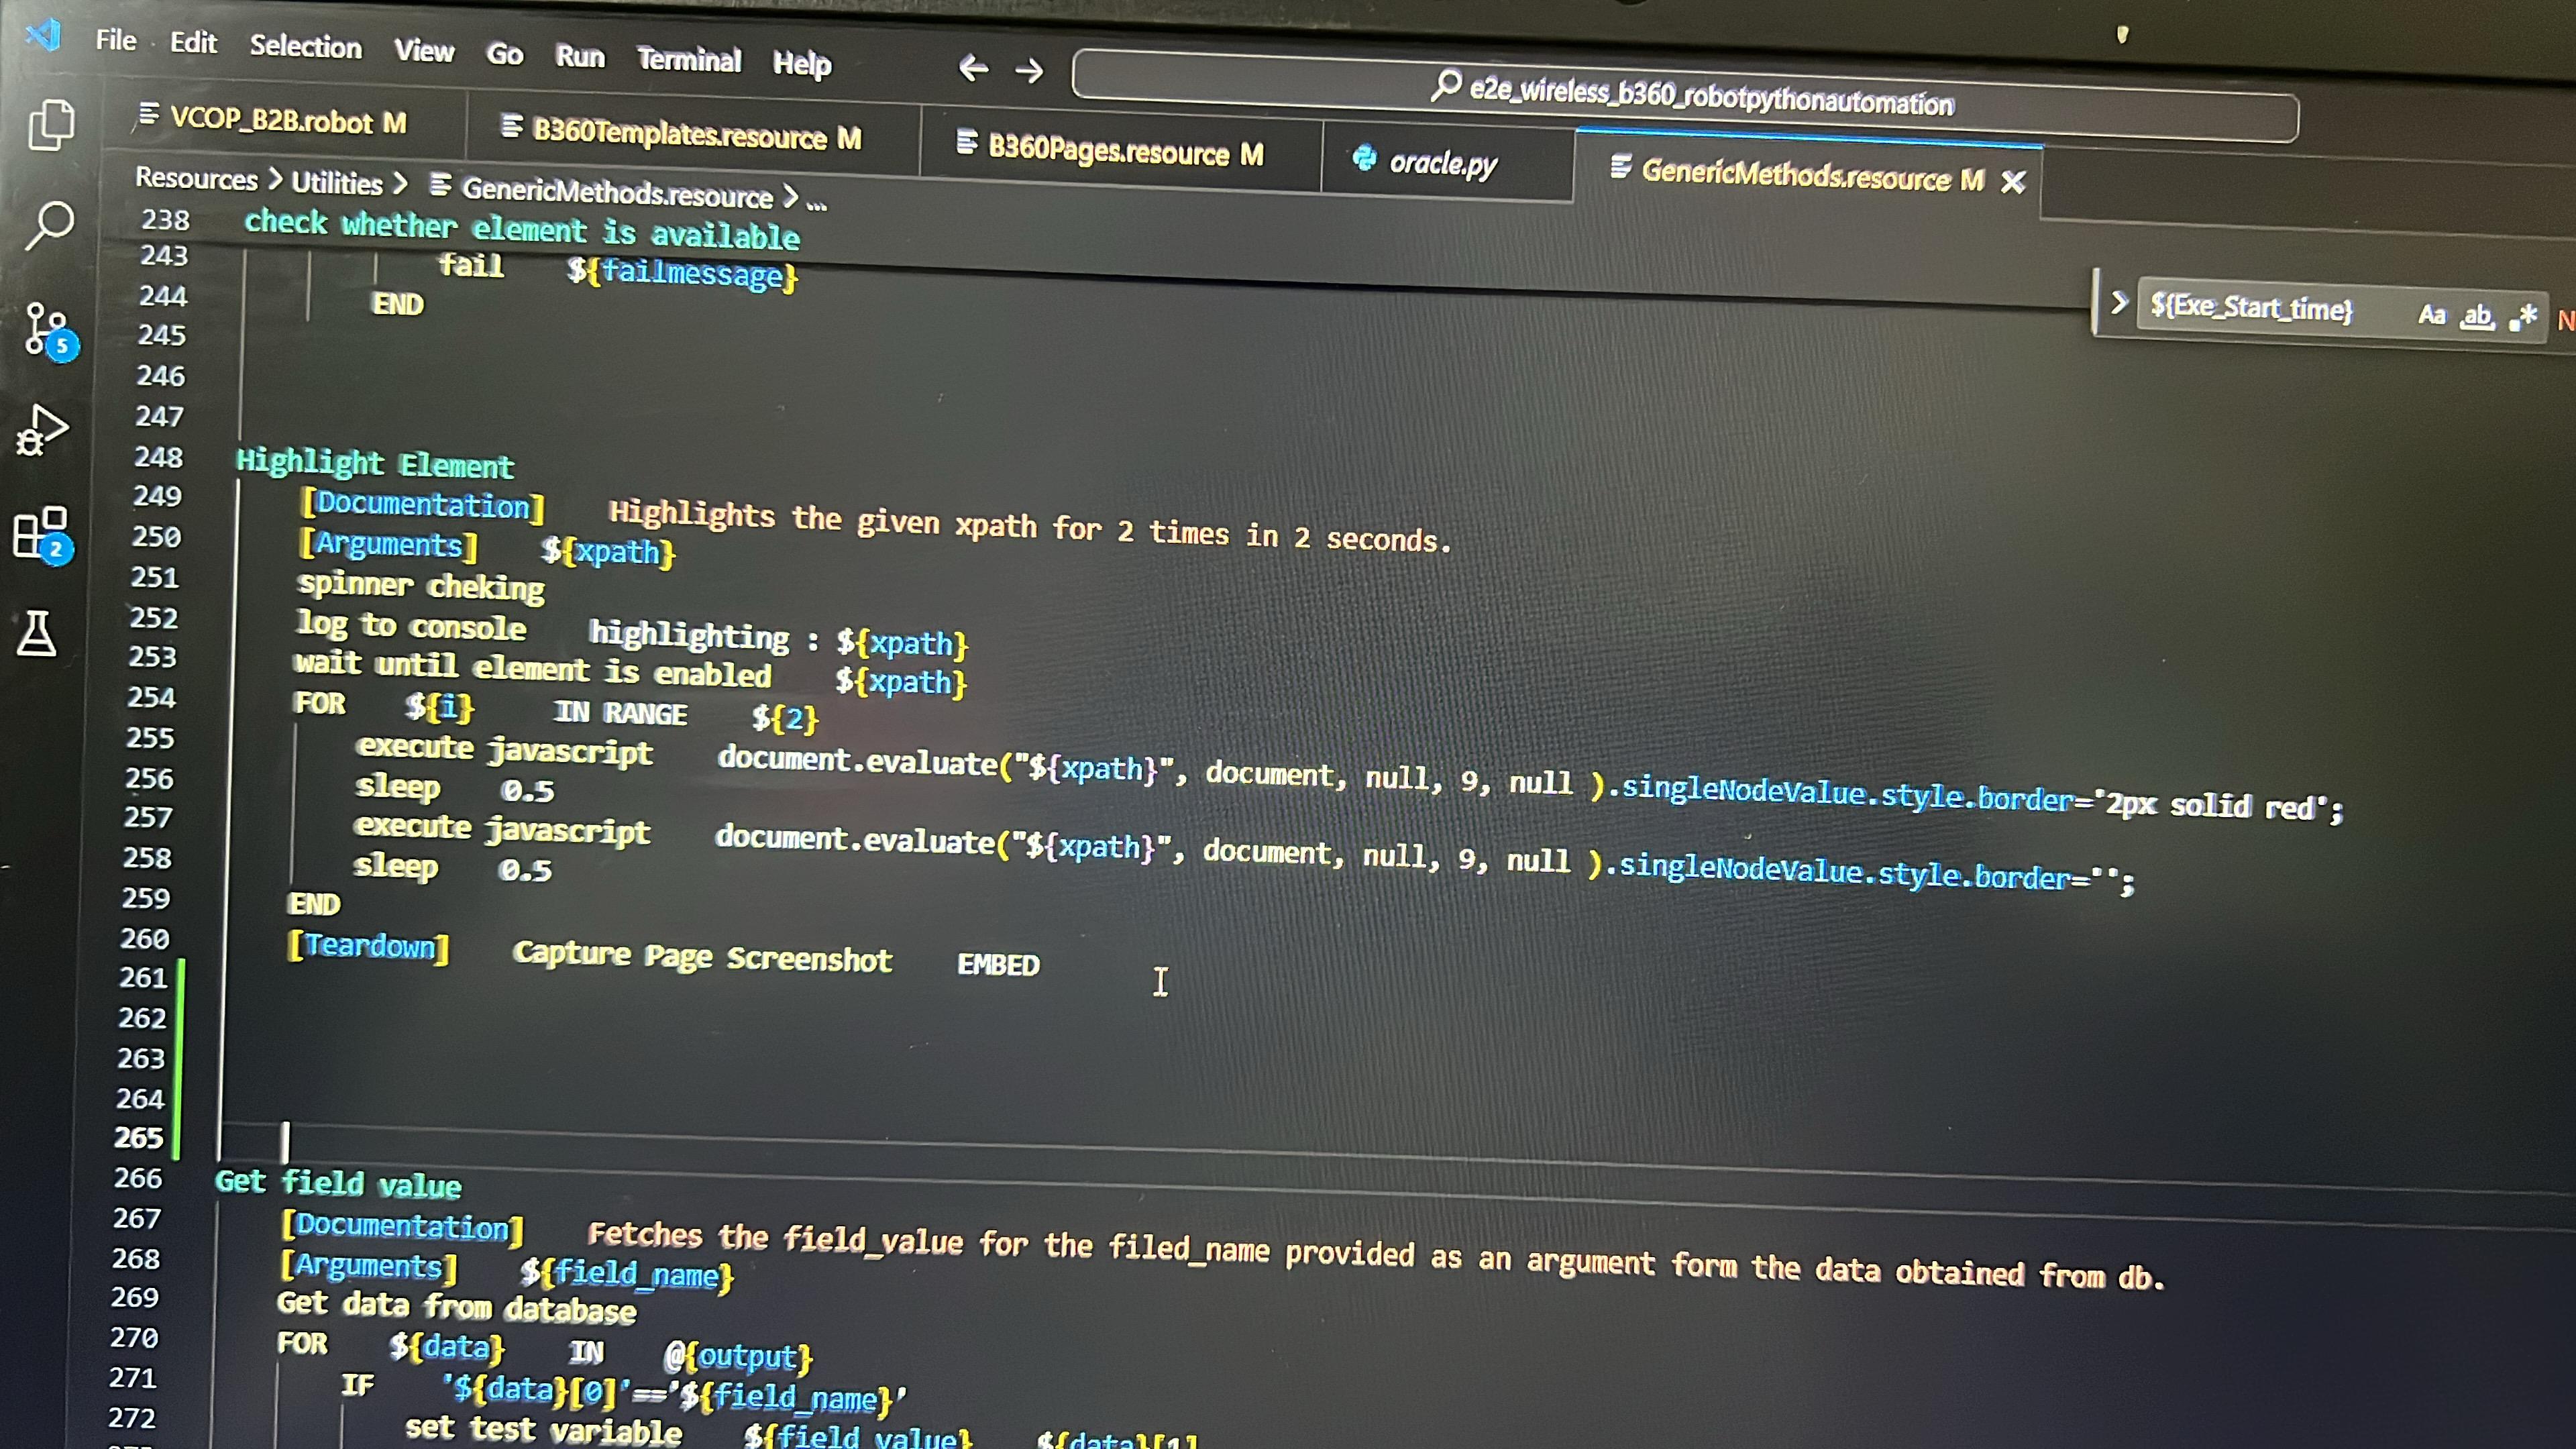 File Edit Selection View Go Run Terminal Help
e2e_wireless_b360_robotpythonautomation
VCOP_B2B.robot M
B360Templates.resource M
B360Pages.resource M
oracle.py
GenericMethods.resource M
Resources > Utilities > GenericMethods.resource > ...
${Exe_Start_time} Aa ab .* N
238 check whether element is available
243 fail ${failmessage}
244 END
245
246
247
248 Highlight Element
249 [Documentation] Highlights the given xpath for 2 times in 2 seconds.
250 [Arguments] ${xpath}
251 spinner cheking
252 log to console highlighting : ${xpath}
253 wait until element is enabled ${xpath}
254 FOR ${i} IN RANGE ${2}
255 execute javascript document.evaluate("${xpath}", document, null, 9, null ).singleNodeValue.style.border='2px solid red';
256 sleep 0.5
257 execute javascript document.evaluate("${xpath}", document, null, 9, null ).singleNodeValue.style.border='';
258 sleep 0.5
259 END
260 [Teardown] Capture Page Screenshot EMBED
261
262
263
264
265
266 Get field value
267 [Documentation] Fetches the field_value for the filed_name provided as an argument form the data obtained from db.
268 [Arguments] ${field_name}
269 Get data from database
270 FOR ${data} IN @{output}
271 IF '${data}[0]'=='${field_name}'
272 set test variable ${field_value} ${data}[1]
5
2